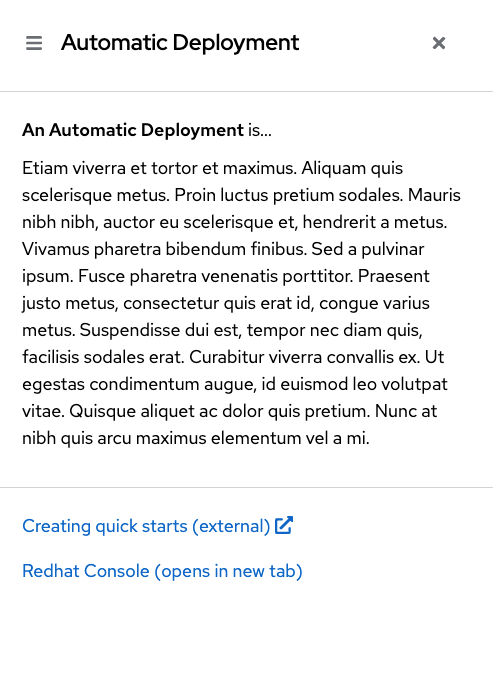 Automatic Deployment
An Automatic Deployment is...
Etiam viverra et tortor et maximus. Aliquam quis
scelerisque metus. Proin luctus pretium sodales. Mauris
nibh nibh, auctor eu scelerisque et, hendrerit a metus.
Vivamus pharetra bibendum finibus. Sed a pulvinar
ipsum. Fusce pharetra venenatis porttitor. Praesent
justo metus, consectetur quis erat id, congue varius
metus. Suspendisse dui est, tempor nec diam quis,
facilisis sodales erat. Curabitur viverra convallis ex. Ut
egestas condimentum augue, id euismod leo volutpat
vitae. Quisque aliquet ac dolor quis pretium. Nunc at
nibh quis arcu maximus elementum vel a mi.
Creating quick starts (external)
Redhat Console (opens in new tab)